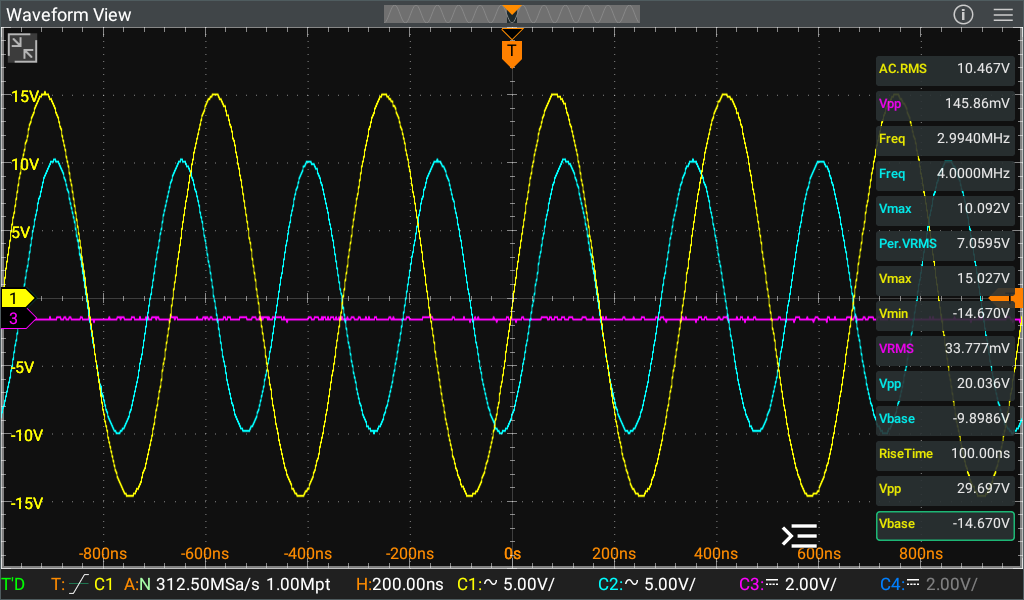 Waveform View
T
15V
10V
5V
1
3
-5V
-10V
-15V
AC.RMS 10.467V
Vpp 145.86mV
Freq 2.9940MHz
Freq 4.0000MHz
Vmax 10.092V
Per.VRMS 7.0595V
Vmax 15.027V
Vmin -14.670V
VRMS 33.777mV
Vpp 20.036V
Vbase -9.8986V
RiseTime 100.00ns
Vpp 29.697V
Vbase -14.670V
-800ns -600ns -400ns -200ns 0s 200ns 400ns 600ns 800ns
T'D T: C1 A:N 312.50MSa/s 1.00Mpt H:200.00ns C1:~ 5.00V/ C2:~ 5.00V/ C3: 2.00V/ C4: 2.00V/